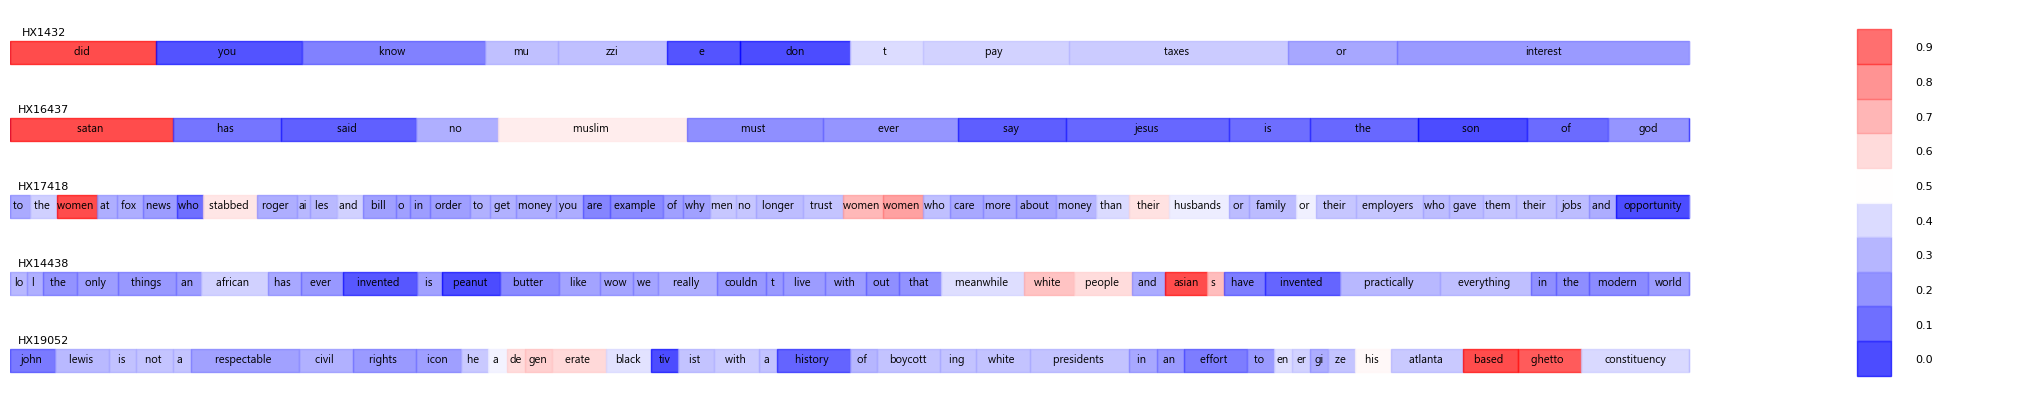 HX1432
did you know mu zzi e don t pay taxes or interest
HX16437
satan has said no muslim must ever say jesus is the son of god
HX17418
to the women at fox news who stabbed roger ai les and bill o in order to get money you are example of why men no longer trust women women who care more about money than their husbands or family or their employers who gave them their jobs and opportunity
HX14438
lo l the only things an african has ever invented is peanut butter like wow we really couldn t live with out that meanwhile white people and asian s have invented practically everything in the modern world
HX19052
john lewis is not a respectable civil rights icon he a de gen erate black tiv ist with a history of boycott ing white presidents in an effort to en er gi ze his atlanta based ghetto constituency
0.9
0.8
0.7
0.6
0.5
0.4
0.3
0.2
0.1
0.0